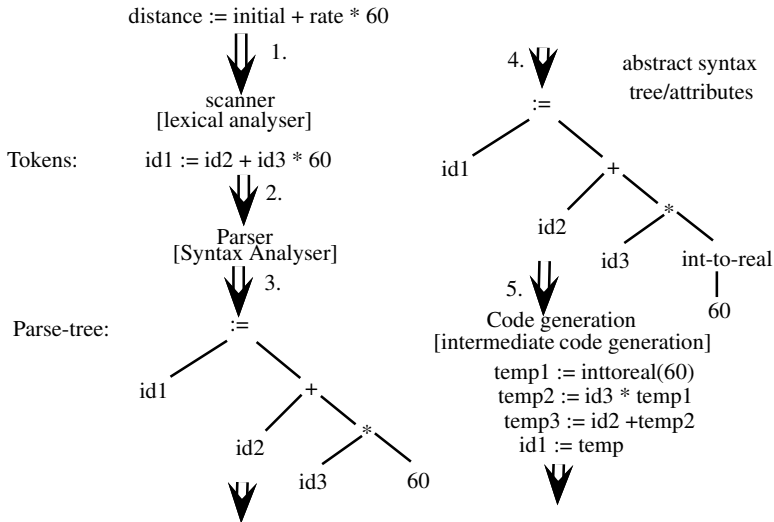 distance := initial + rate * 60
1.
scanner
[lexical analyser]
Tokens: id1 := id2 + id3 * 60
2.
Parser
[Syntax Analyser]
3.
Parse-tree: :=
id1
+
id2
*
id3
60
4.
abstract syntax
tree/attributes
:=
id1
+
id2
*
id3
int-to-real
60
5.
Code generation
[intermediate code generation]
temp1 := inttoreal(60)
temp2 := id3 * temp1
temp3 := id2 +temp2
id1 := temp